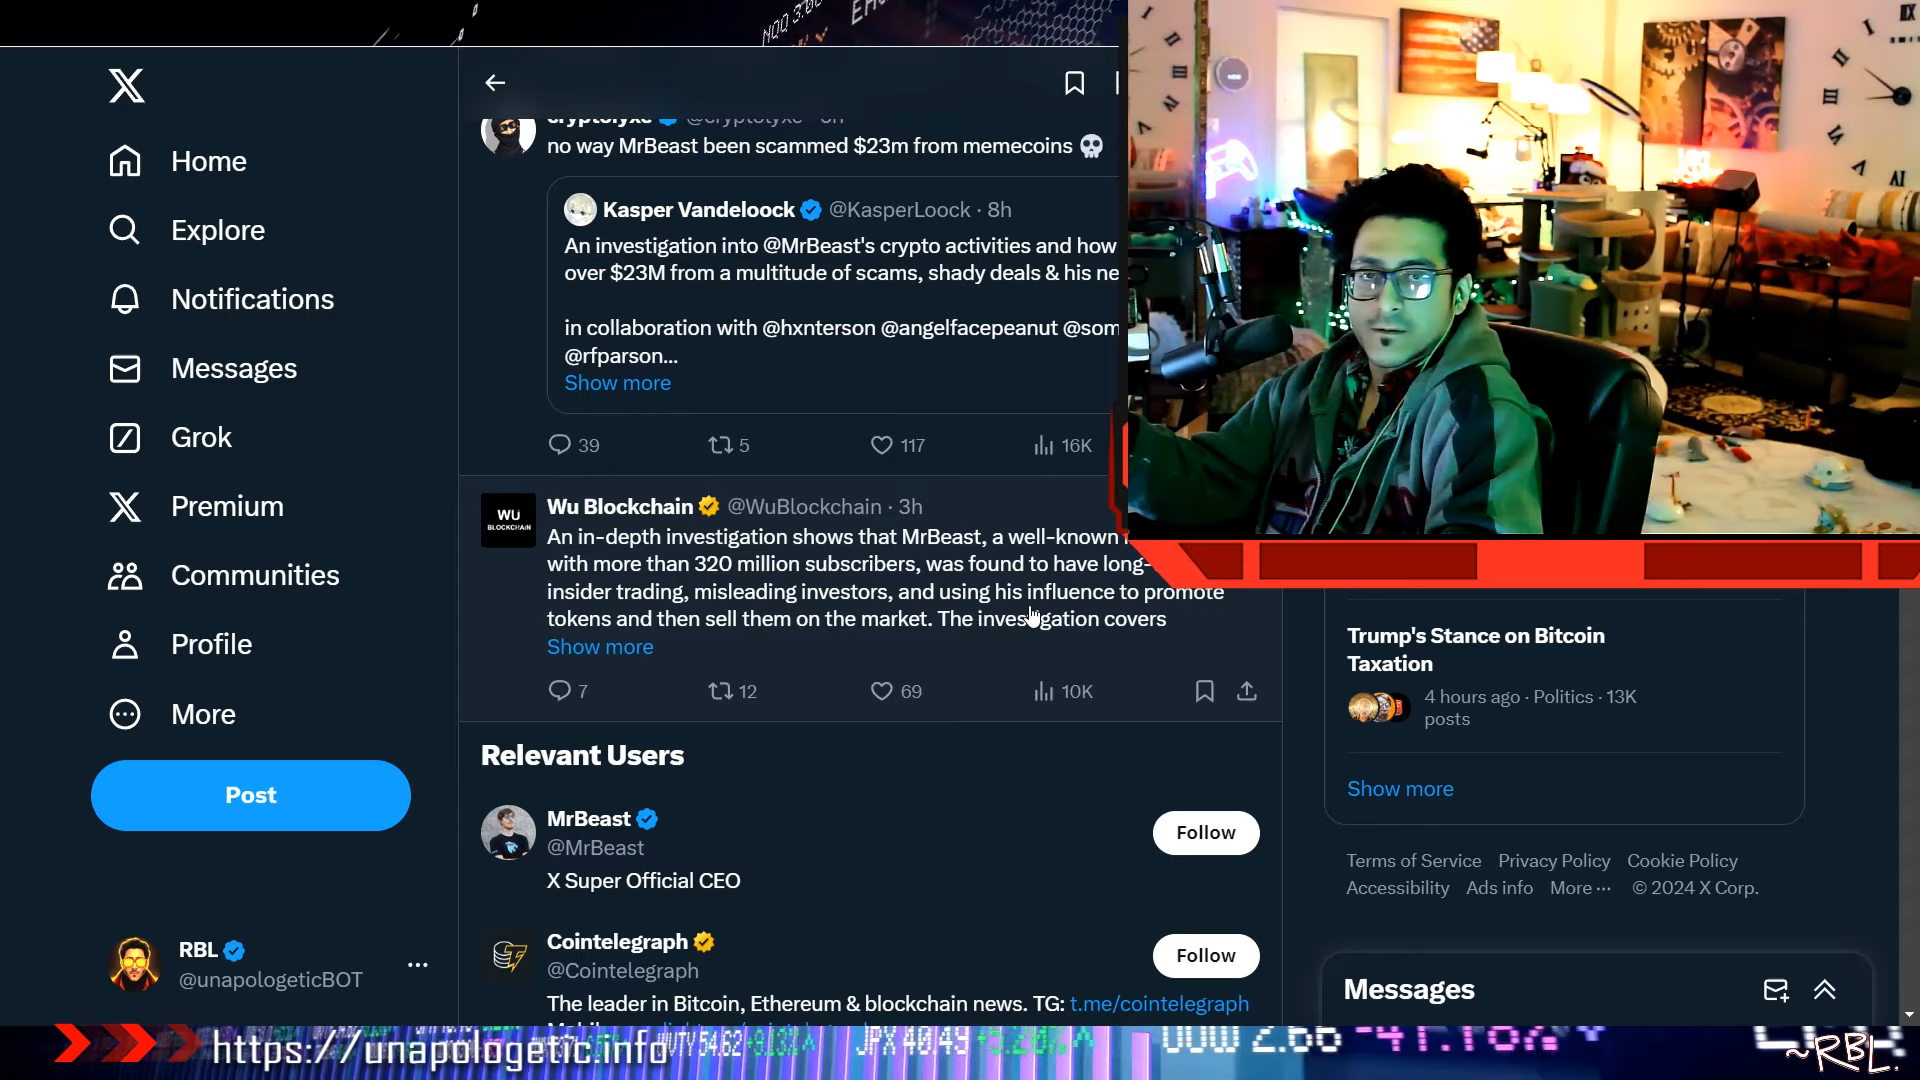 Home
Explore
Notifications
Messages
Grok
Premium
Communities
Profile
More
Post
RBL
@unapologeticBOT
no way MrBeast been scammed $23m from memecoins 💀
Kasper Vandeloock @KasperLoock · 8h
An investigation into @MrBeast's crypto activities and how
over $23M from a multitude of scams, shady deals & his
in collaboration with @hxnterson @angelfacepeanut
@rfparson...
Show more
39 5 117 16K
WU BLOCKCHAIN
Wu Blockchain @WuBlockchain · 3h
An in-depth investigation shows that MrBeast, a well-known
with more than 320 million subscribers, was found to have long-
insider trading, misleading investors, and using his influence to promote
tokens and then sell them on the market. The investigation covers
Show more
7 12 69 10K
Relevant Users
MrBeast
@MrBeast
Follow
X Super Official CEO
Cointelegraph
@Cointelegraph
Follow
The leader in Bitcoin, Ethereum & blockchain news. TG: t.me/cointelegraph
Trump's Stance on Bitcoin
Taxation
4 hours ago · Politics · 13K
posts
Show more
Terms of Service Privacy Policy Cookie Policy
Accessibility Ads info More ··· © 2024 X Corp.
Messages
https://unapologetic.info
JPX 40.49
~RBL.